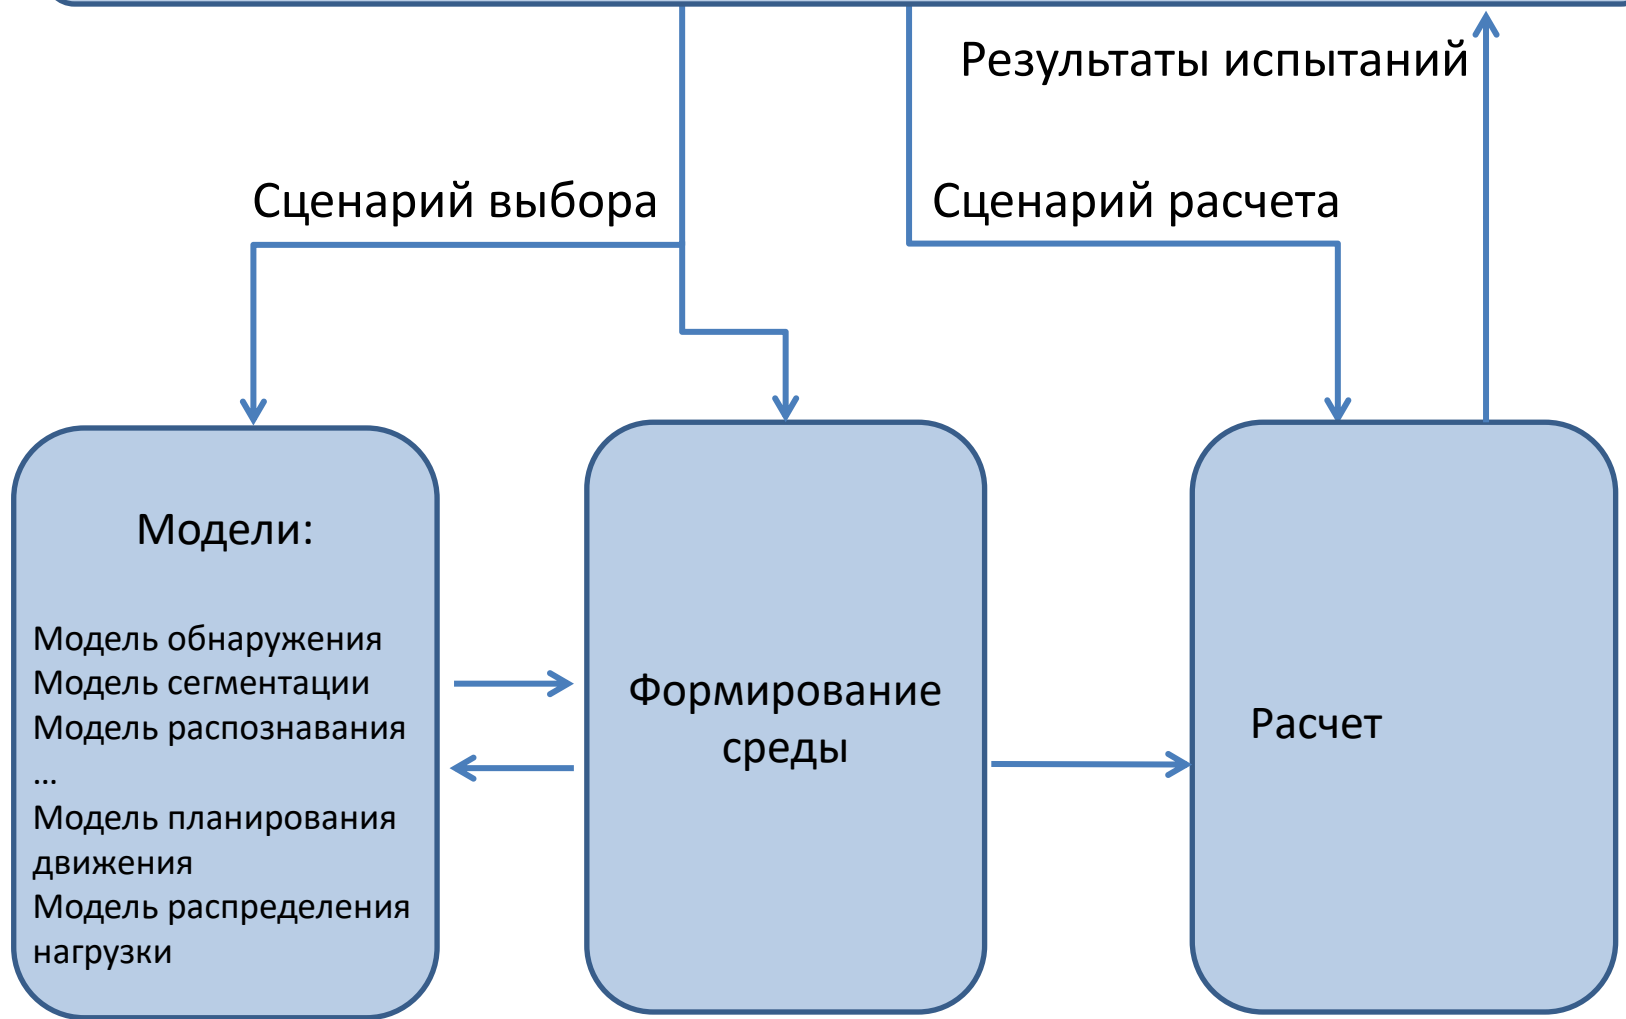 Результаты испытаний
Сценарий выбора
Сценарий расчета
Модели:
Модель обнаружения
Модель сегментации
Модель распознавания
...
Модель планирования
движения
Модель распределения
нагрузки
Формирование
среды
Расчет